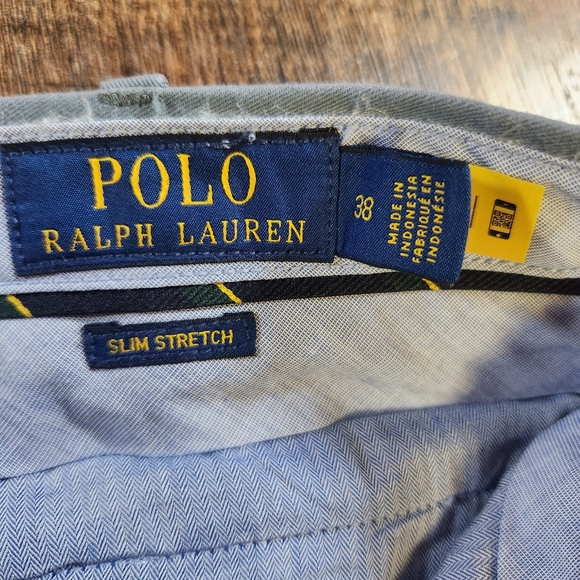 POLO
RALPH LAUREN
38
MADE IN
INDONESIA
FABRIQUÉ EN
INDONÉSIE
SLIM STRETCH